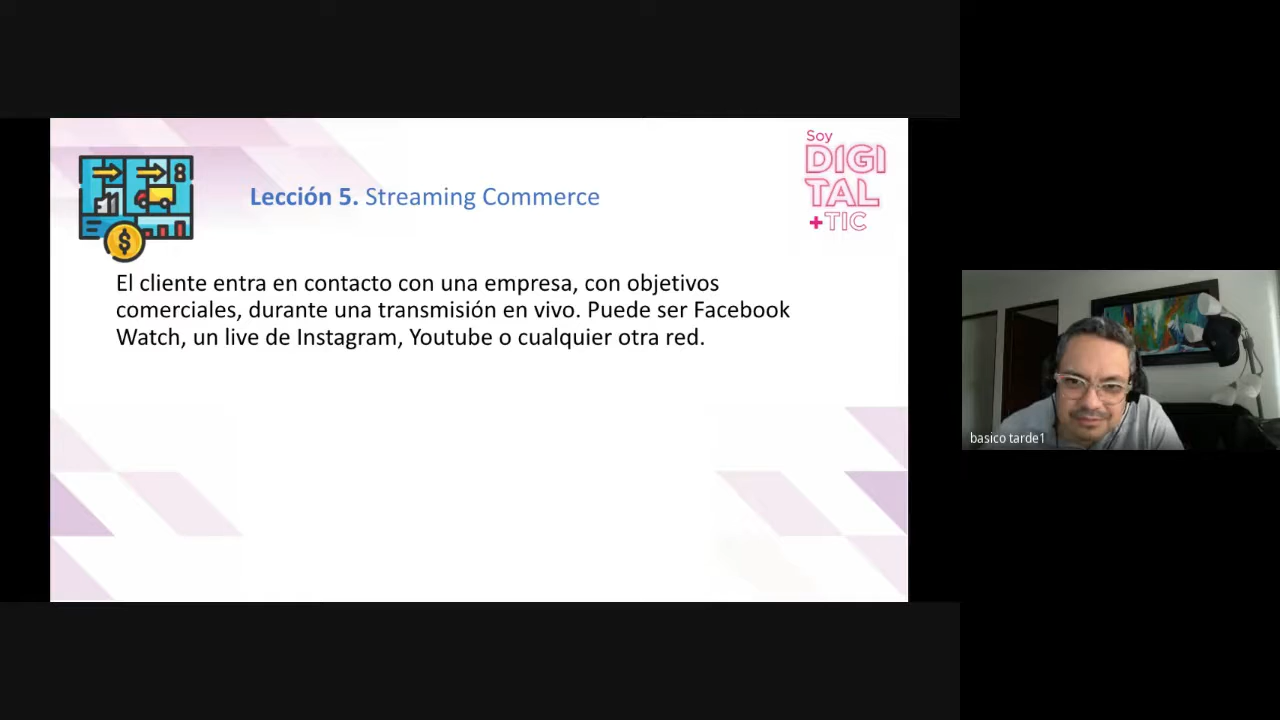 Soy
DIGI
TAL
+TIC
Lección 5. Streaming Commerce
El cliente entra en contacto con una empresa, con objetivos
comerciales, durante una transmisión en vivo. Puede ser Facebook
Watch, un live de Instagram, Youtube o cualquier otra red.
8
$
basico tarde1